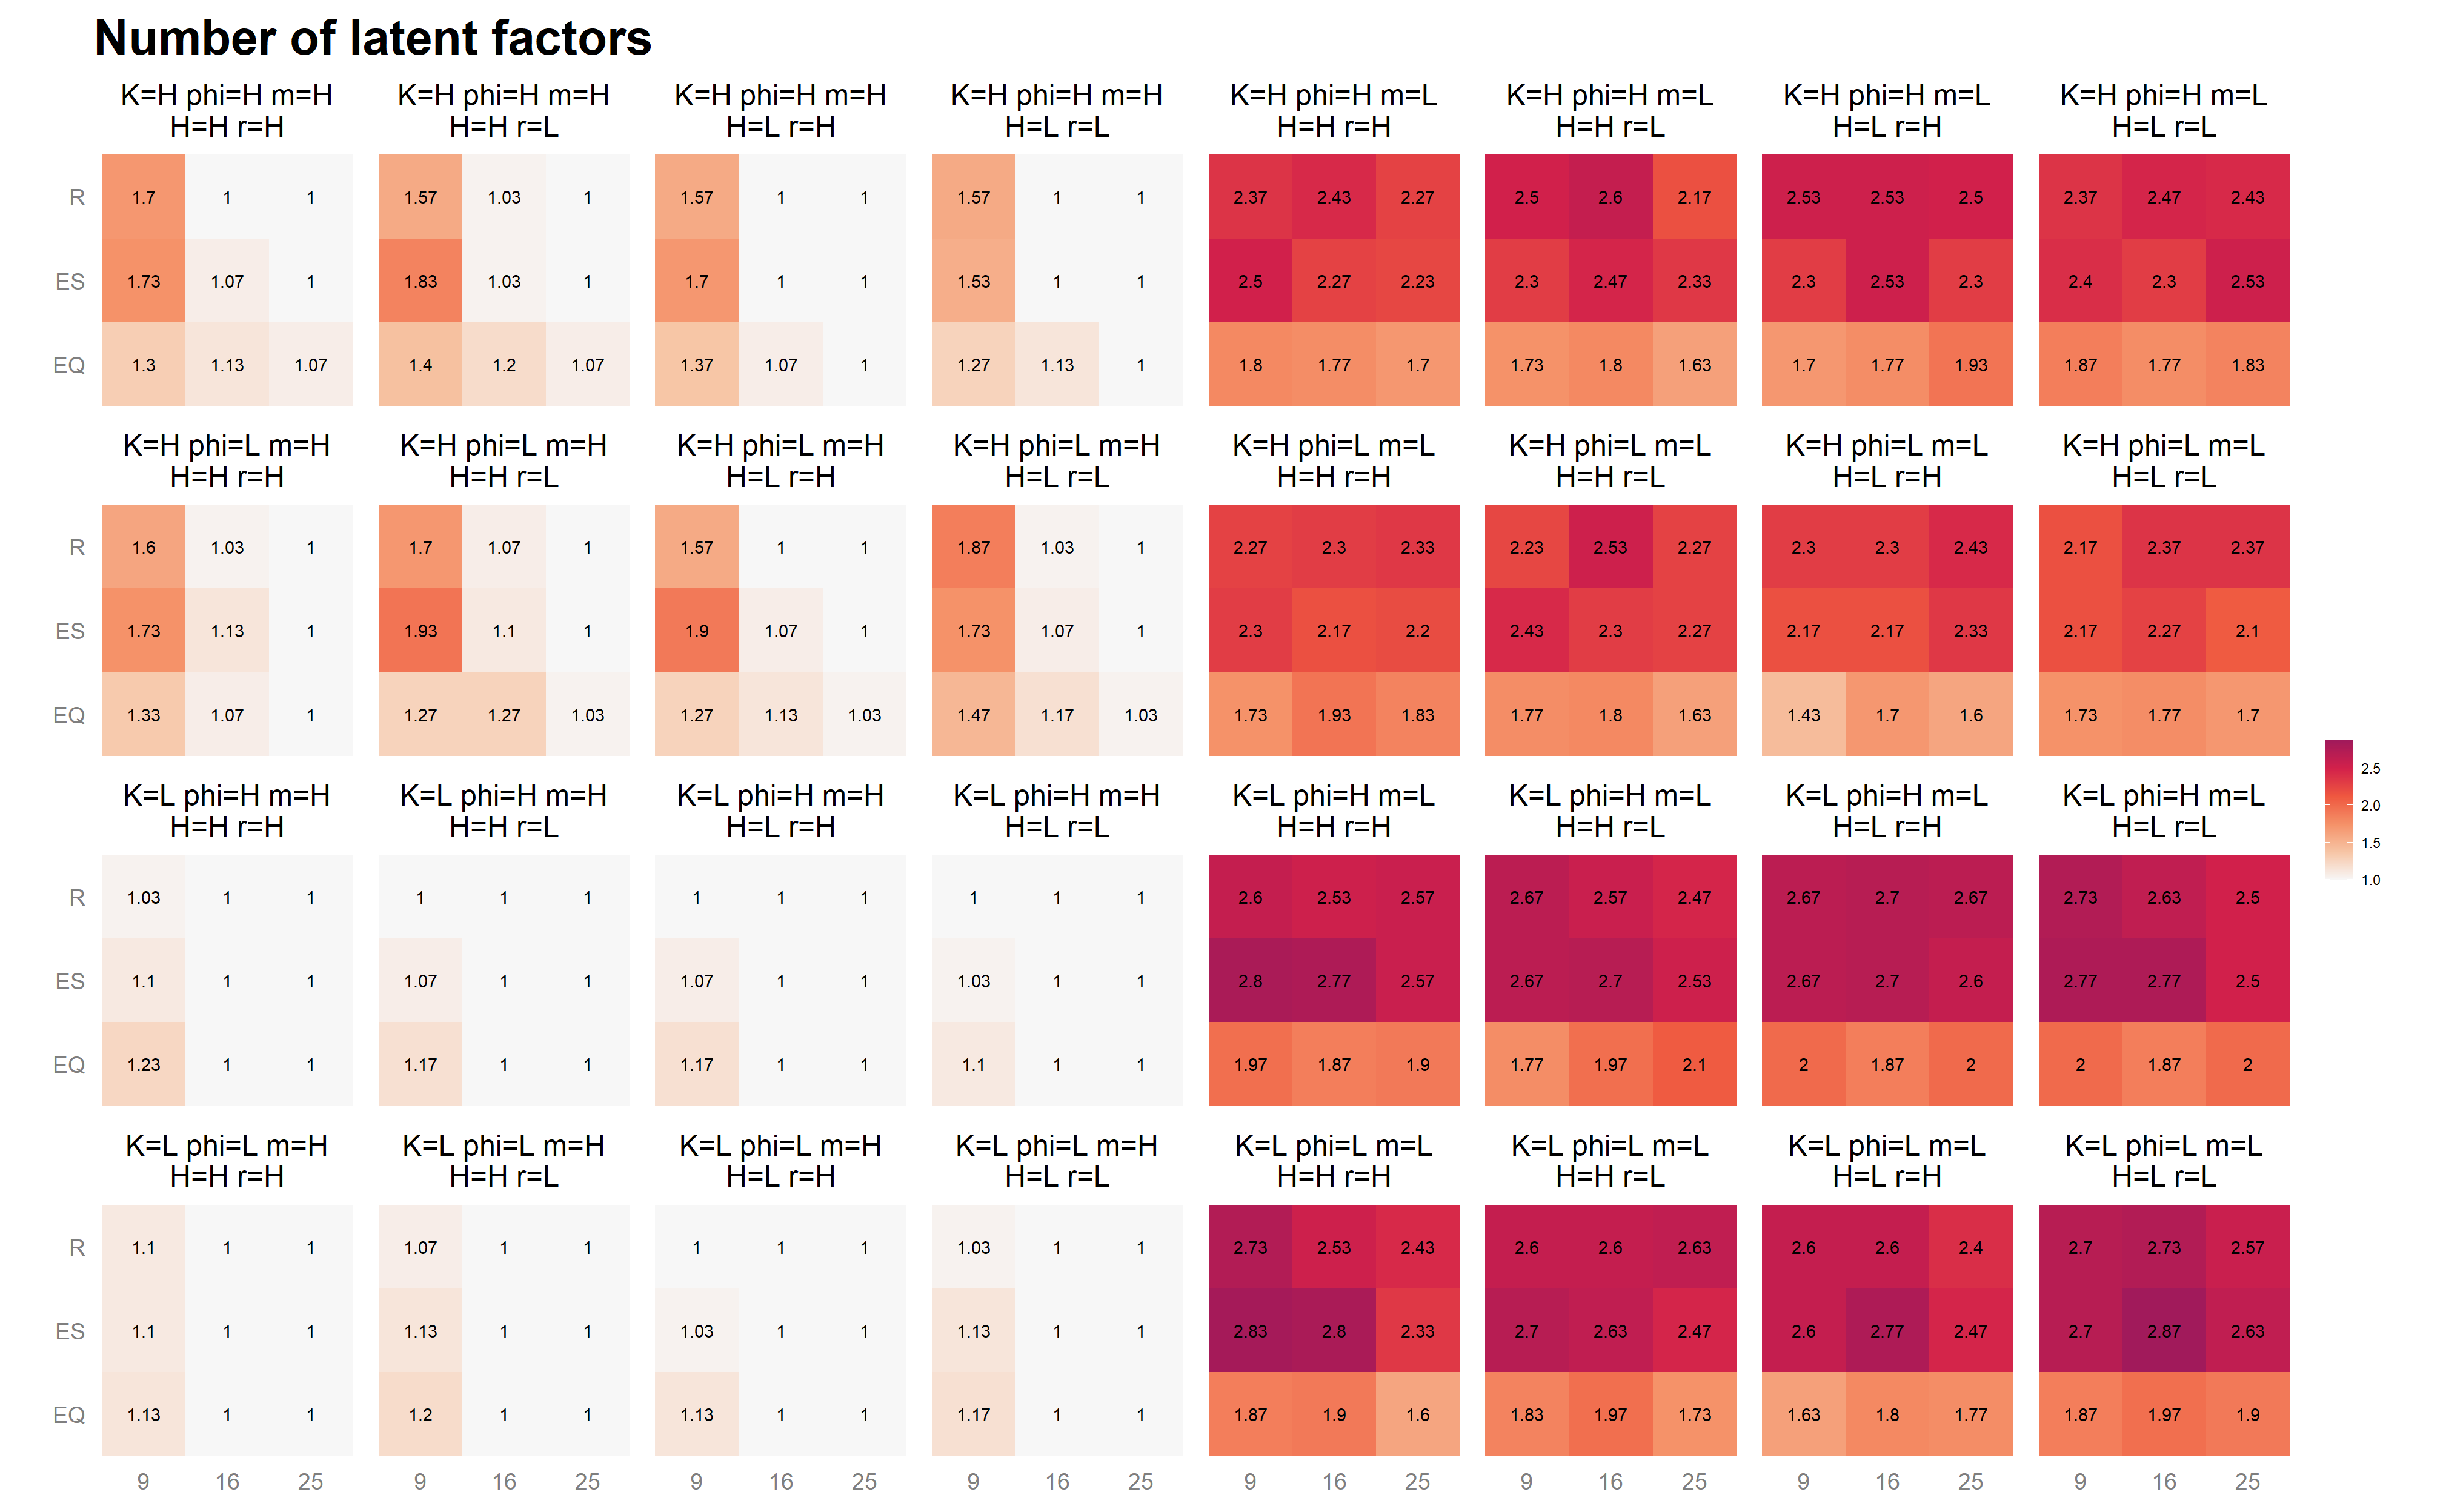 Number of latent factors
K=H phi=H m=H K=H phi=H m=H K=H phi=H m=H K=H phi=H m=H K=H phi=H m=L K=H phi=H m=L K=H phi=H m=L K=H phi=H m=L
H=H r=H H=H r=L H=L r=H H=L r=L H=H r=H H=H r=L H=L r=H H=L r=L
R 1.7 1 1 1.57 1.03 1 1.57 1 1 1.57 1 1 2.37 2.43 2.27 2.5 2.6 2.17 2.53 2.53 2.5 2.37 2.47 2.43
ES 1.73 1.07 1 1.83 1.03 1 1.7 1 1 1.53 1 1 2.5 2.27 2.23 2.3 2.47 2.33 2.3 2.53 2.3 2.4 2.3 2.53
EQ 1.3 1.13 1.07 1.4 1.2 1.07 1.37 1.07 1 1.27 1.13 1 1.8 1.77 1.7 1.73 1.8 1.63 1.7 1.77 1.93 1.87 1.77 1.83
K=H phi=L m=H K=H phi=L m=H K=H phi=L m=H K=H phi=L m=H K=H phi=L m=L K=H phi=L m=L K=H phi=L m=L K=H phi=L m=L
H=H r=H H=H r=L H=L r=H H=L r=L H=H r=H H=H r=L H=L r=H H=L r=L
R 1.6 1.03 1 1.7 1.07 1 1.57 1 1 1.87 1.03 1 2.27 2.3 2.33 2.23 2.53 2.27 2.3 2.3 2.43 2.17 2.37 2.37
ES 1.73 1.13 1 1.93 1.1 1 1.9 1.07 1 1.73 1.07 1 2.3 2.17 2.2 2.43 2.3 2.27 2.17 2.17 2.33 2.17 2.27 2.1
EQ 1.33 1.07 1 1.27 1.27 1.03 1.27 1.13 1.03 1.47 1.17 1.03 1.73 1.93 1.83 1.77 1.8 1.63 1.43 1.7 1.6 1.73 1.77 1.7
2.5
2.0
1.5
1.0
K=L phi=H m=H K=L phi=H m=H K=L phi=H m=H K=L phi=H m=H K=L phi=H m=L K=L phi=H m=L K=L phi=H m=L K=L phi=H m=L
H=H r=H H=H r=L H=L r=H H=L r=L H=H r=H H=H r=L H=L r=H H=L r=L
R 1.03 1 1 1 1 1 1 1 1 1 1 1 2.6 2.53 2.57 2.67 2.57 2.47 2.67 2.7 2.67 2.73 2.63 2.5
ES 1.1 1 1 1.07 1 1 1.07 1 1 1.03 1 1 2.8 2.77 2.57 2.67 2.7 2.53 2.67 2.7 2.6 2.77 2.77 2.5
EQ 1.23 1 1 1.17 1 1 1.17 1 1 1.1 1 1 1.97 1.87 1.9 1.77 1.97 2.1 2 1.87 2 2 1.87 2
K=L phi=L m=H K=L phi=L m=H K=L phi=L m=H K=L phi=L m=H K=L phi=L m=L K=L phi=L m=L K=L phi=L m=L K=L phi=L m=L
H=H r=H H=H r=L H=L r=H H=L r=L H=H r=H H=H r=L H=L r=H H=L r=L
R 1.1 1 1 1.07 1 1 1 1 1 1.03 1 1 2.73 2.53 2.43 2.6 2.6 2.63 2.6 2.6 2.4 2.7 2.73 2.57
ES 1.1 1 1 1.13 1 1 1.03 1 1 1.13 1 1 2.83 2.8 2.33 2.7 2.63 2.47 2.6 2.77 2.47 2.7 2.87 2.63
EQ 1.13 1 1 1.2 1 1 1.13 1 1 1.17 1 1 1.87 1.9 1.6 1.83 1.97 1.73 1.63 1.8 1.77 1.87 1.97 1.9
9 16 25 9 16 25 9 16 25 9 16 25 9 16 25 9 16 25 9 16 25 9 16 25